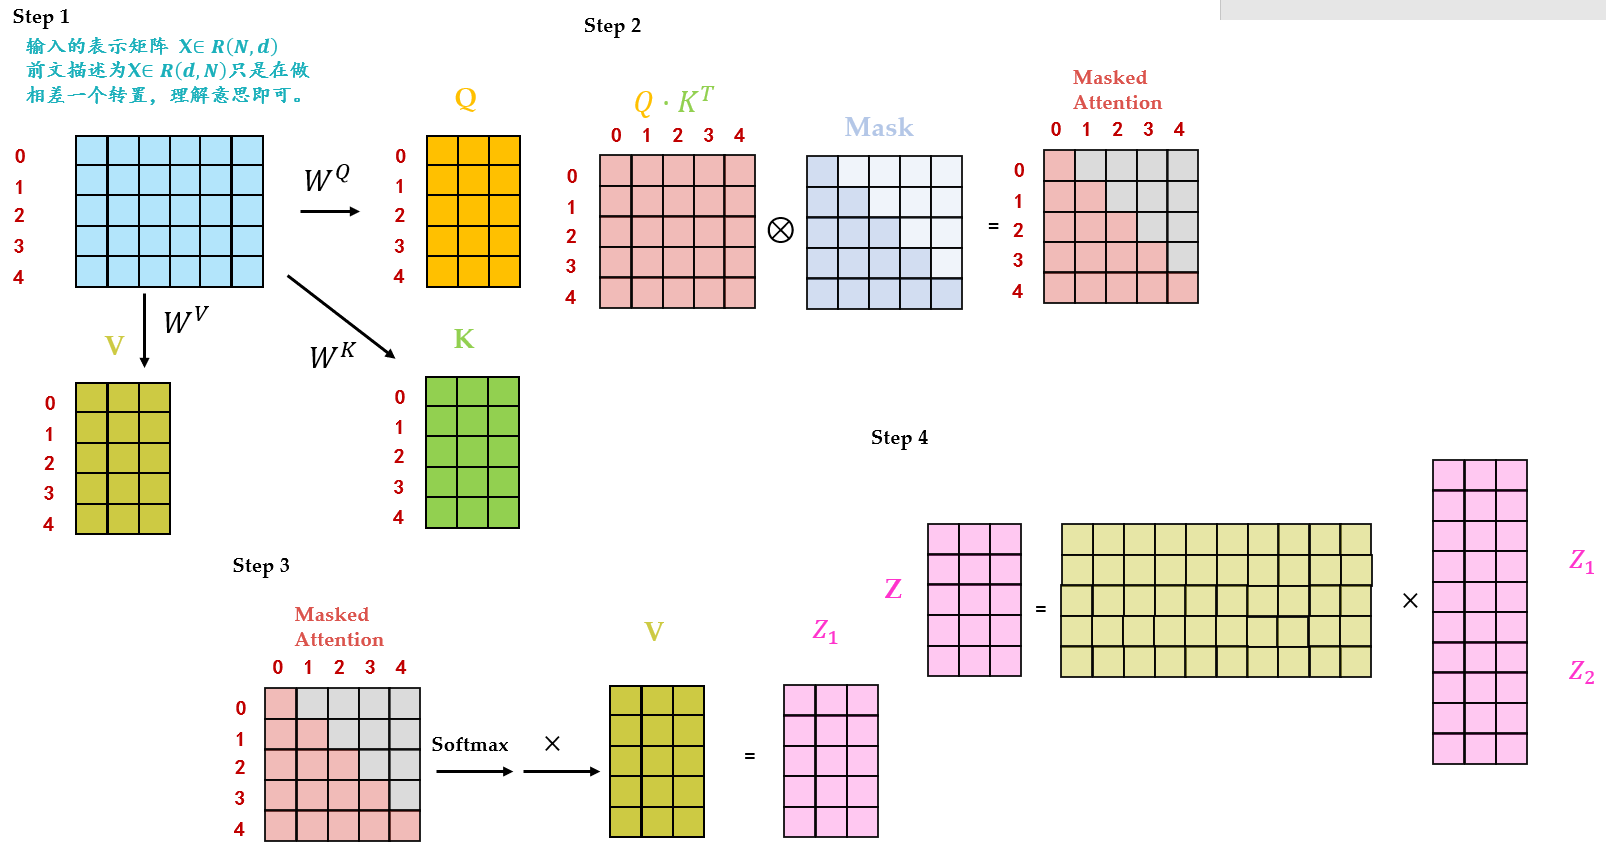 Step 1
输入的表示矩阵 X∈ R(N,d)
前文描述为X∈ R(d,N)只是在做
相差一个转置，理解意思即可。
0
1
2
3
4
W^Q
Q
0
1
2
3
4
W^V
V
0
1
2
3
4
W^K
K
0
1
2
3
4
Step 2
Q · K^T
0 1 2 3 4
0
1
2
3
4
⊗
Mask
=
Masked
Attention
0 1 2 3 4
0
1
2
3
4
Step 3
Masked
Attention
0 1 2 3 4
0
1
2
3
4
Softmax
×
V
=
Z_1
Step 4
Z
=
×
Z_1
Z_2